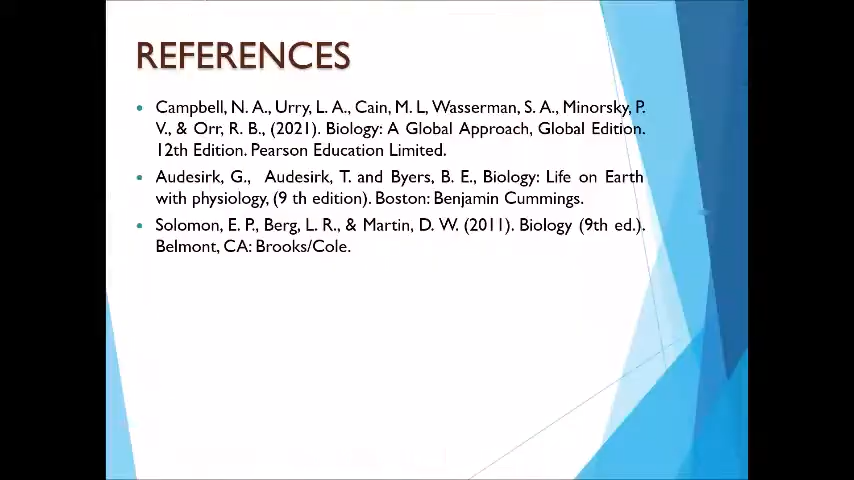 REFERENCES
• Campbell, N. A., Urry, L. A., Cain, M. L, Wasserman, S. A., Minorsky, P.
V., & Orr, R. B., (2021). Biology: A Global Approach, Global Edition.
12th Edition. Pearson Education Limited.
• Audesirk, G., Audesirk, T. and Byers, B. E., Biology: Life on Earth
with physiology, (9 th edition). Boston: Benjamin Cummings.
• Solomon, E. P., Berg, L. R., & Martin, D. W. (2011). Biology (9th ed.).
Belmont, CA: Brooks/Cole.